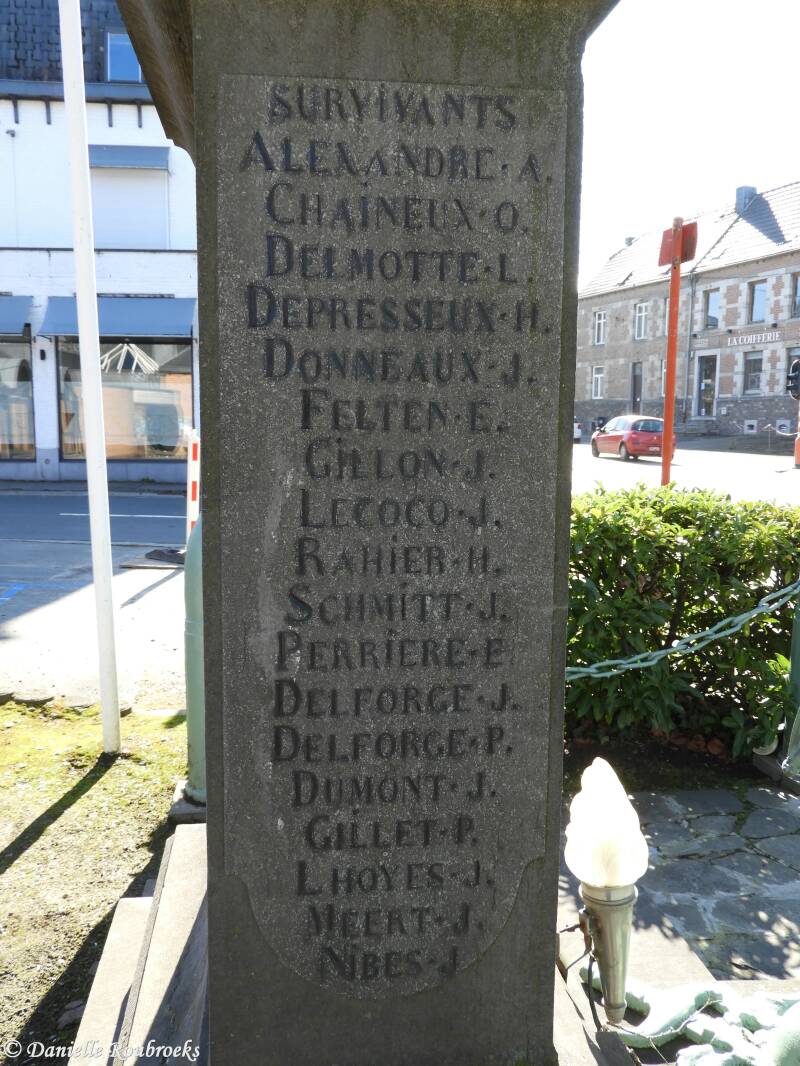 SURVIVANTS
ALEXANDRE·A.
CHAINEUX·O.
DELMOTTE·L.
DEPRESSEUX·H.
DONNEAUX·J.
FELTEN·E.
GILLON·J.
LECOCQ·J.
RAHIER·H.
SCHMITT·J.
PERRIERE·E
DELFORGE·J.
DELFORGE·P.
DUMONT·J.
GILLET·P.
LHOYES·J.
MEERT·J.
NIBES·J.
LA COIFFERIE
© Danielle Roubroeks